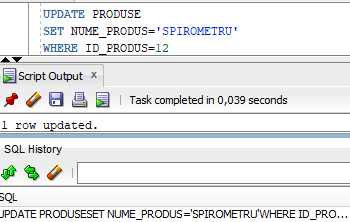 UPDATE PRODUSE
SET NUME_PRODUS='SPIROMETRU'
WHERE ID_PRODUS=12
Script Output x
Task completed in 0,039 seconds
1 row updated.
SQL History
SQL
UPDATE PRODUSESET NUME_PRODUS='SPIROMETRU'WHERE ID_PRO...